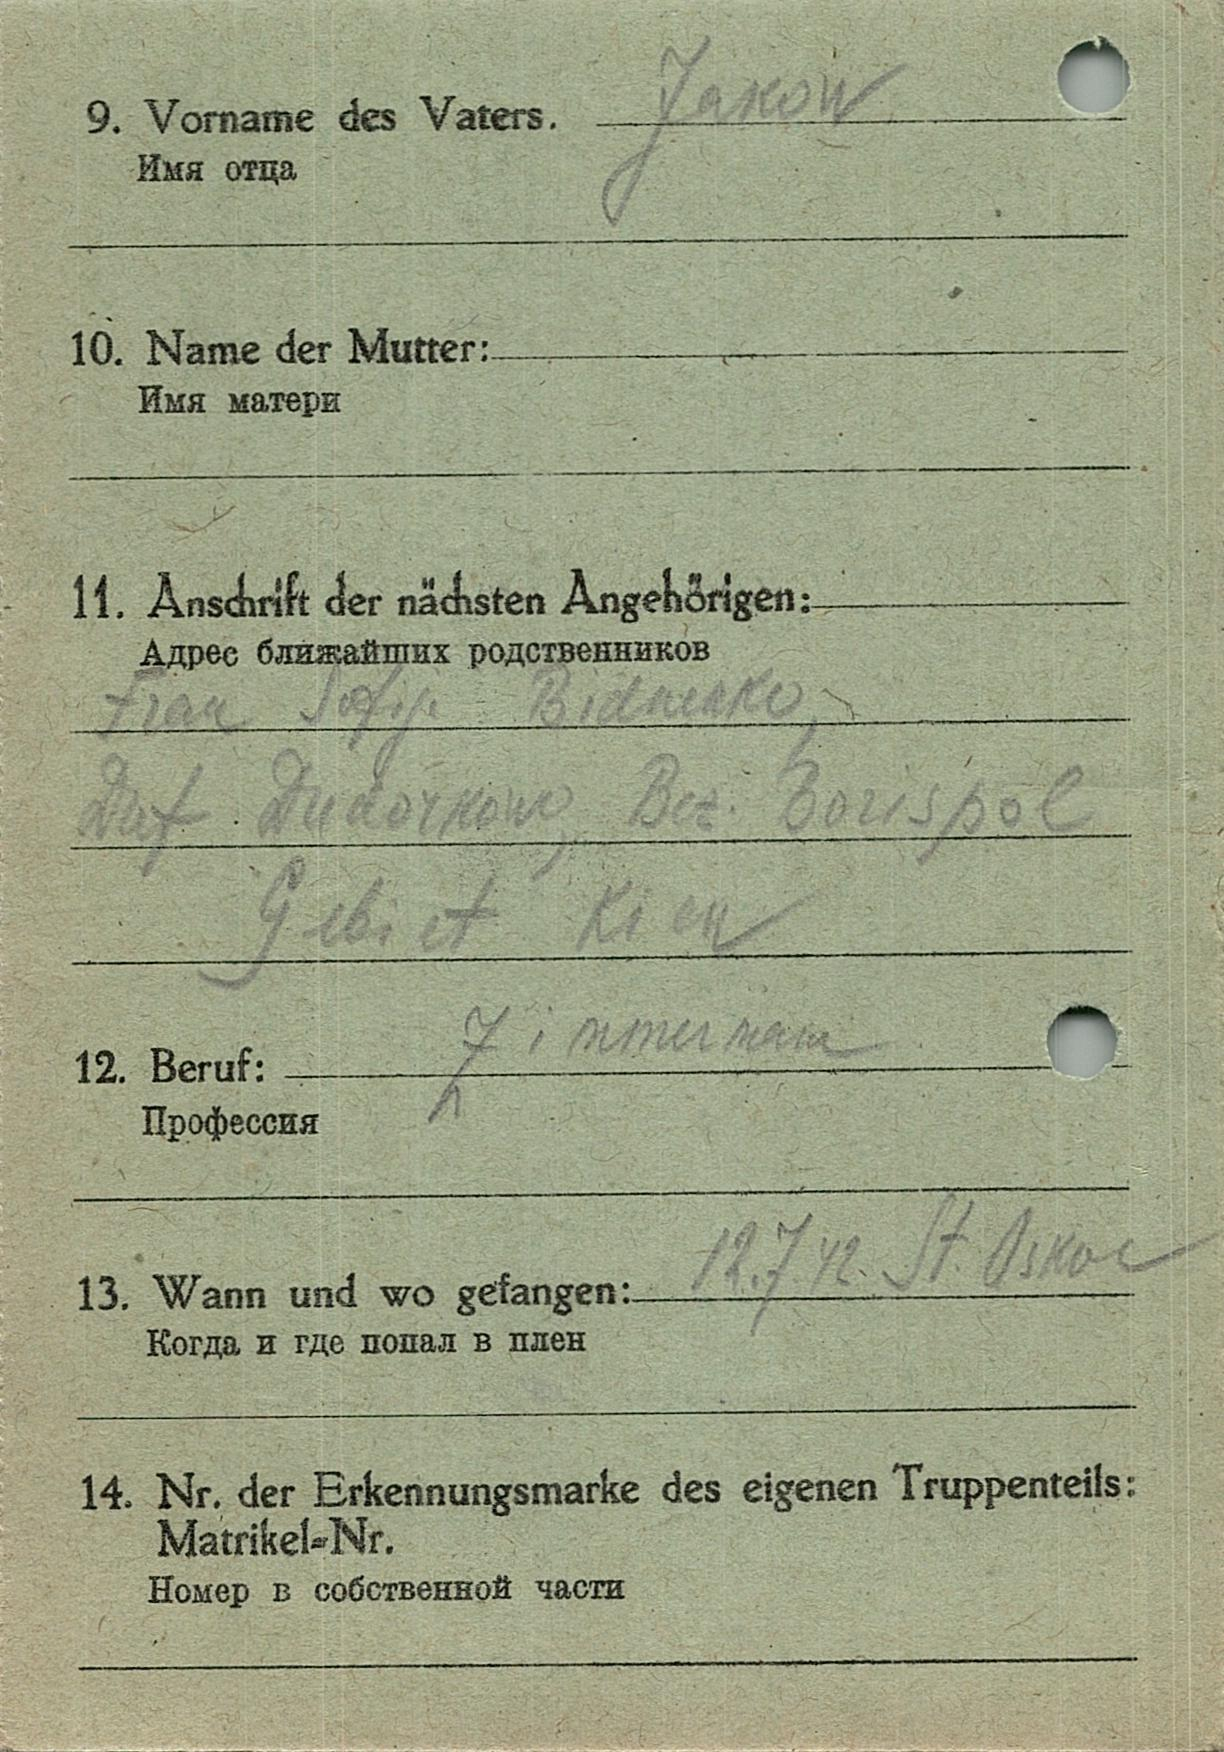 9. Vorname des Vaters. Jakow
Имя отца
10. Name der Mutter:
Имя матери
11. Anschrift der nächsten Angehörigen:
Адрес ближайших родственников
Frau Sofij. Bidnenko,
Dorf Dudorkow, Bez. Borispol
Gebiet Kiew
12. Beruf: Zimmermann
Профессия
13. Wann und wo gefangen: 12.7.42. St. Oskol
Когда и где попал в плен
14. Nr. der Erkennungsmarke des eigenen Truppenteils:
Matrikel-Nr.
Номер в собственной части